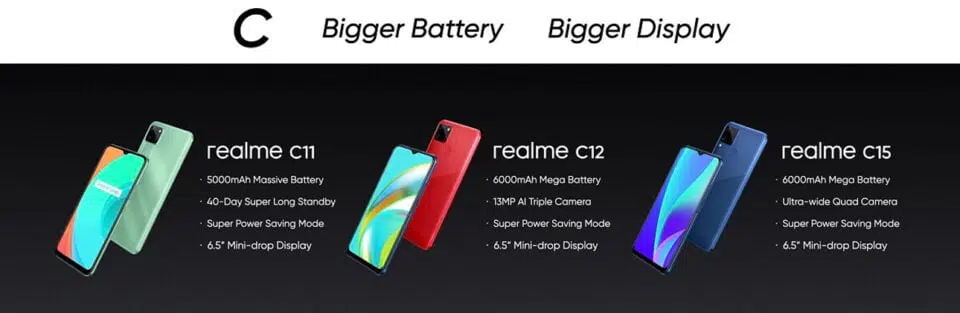 C Bigger Battery Bigger Display
realme C11
· 5000mAh Massive Battery
· 40-Day Super Long Standby
· Super Power Saving Mode
· 6.5" Mini-drop Display
realme C12
· 6000mAh Mega Battery
· 13MP AI Triple Camera
· Super Power Saving Mode
· 6.5" Mini-drop Display
realme C15
· 6000mAh Mega Battery
· Ultra-wide Quad Camera
· Super Power Saving Mode
· 6.5" Mini-drop Display